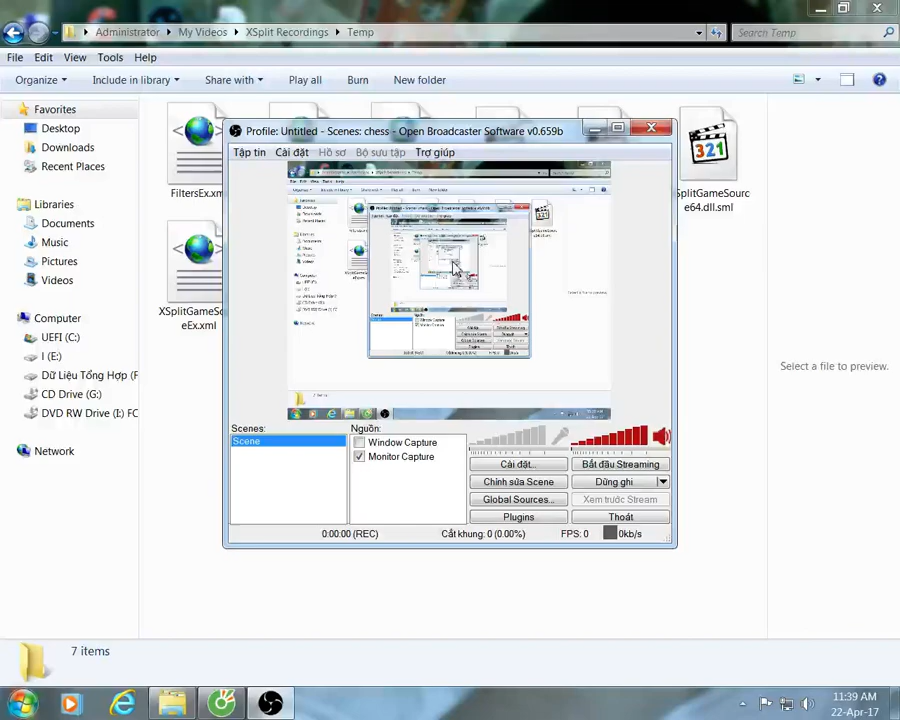 Administrator
My Videos
XSplit Recordings
Temp
Search Temp
File
Edit
View
Tools
Help
Organize
Include in library
Share with
Play all
Burn
New folder
Favorites
Desktop
Downloads
Recent Places
Libraries
Documents
Music
Pictures
Videos
Computer
UEFI (C:)
I (E:)
Dữ Liệu Tổng Hợp (F
CD Drive (G:)
DVD RW Drive (I:) FC
Network
FiltersEx.xml
XSplitGameSo
eEx.xml
SplitGameSourc
e64.dll.sml
Profile: Untitled - Scenes: chess - Open Broadcaster Software v0.659b
Tập tin
Cài đặt
Hồ sơ
Bộ sưu tập
Trợ giúp
Scenes:
Scene
Nguồn:
Window Capture
Monitor Capture
Cài đặt...
Bắt đầu Streaming
Chỉnh sửa Scene
Dừng ghi
Global Sources...
Xem trước Stream
Plugins
Thoát
0:00:00 (REC)
Cắt khung: 0 (0.00%)
FPS: 0
0kb/s
Select a file to preview.
7 items
11:39 AM
22-Apr-17